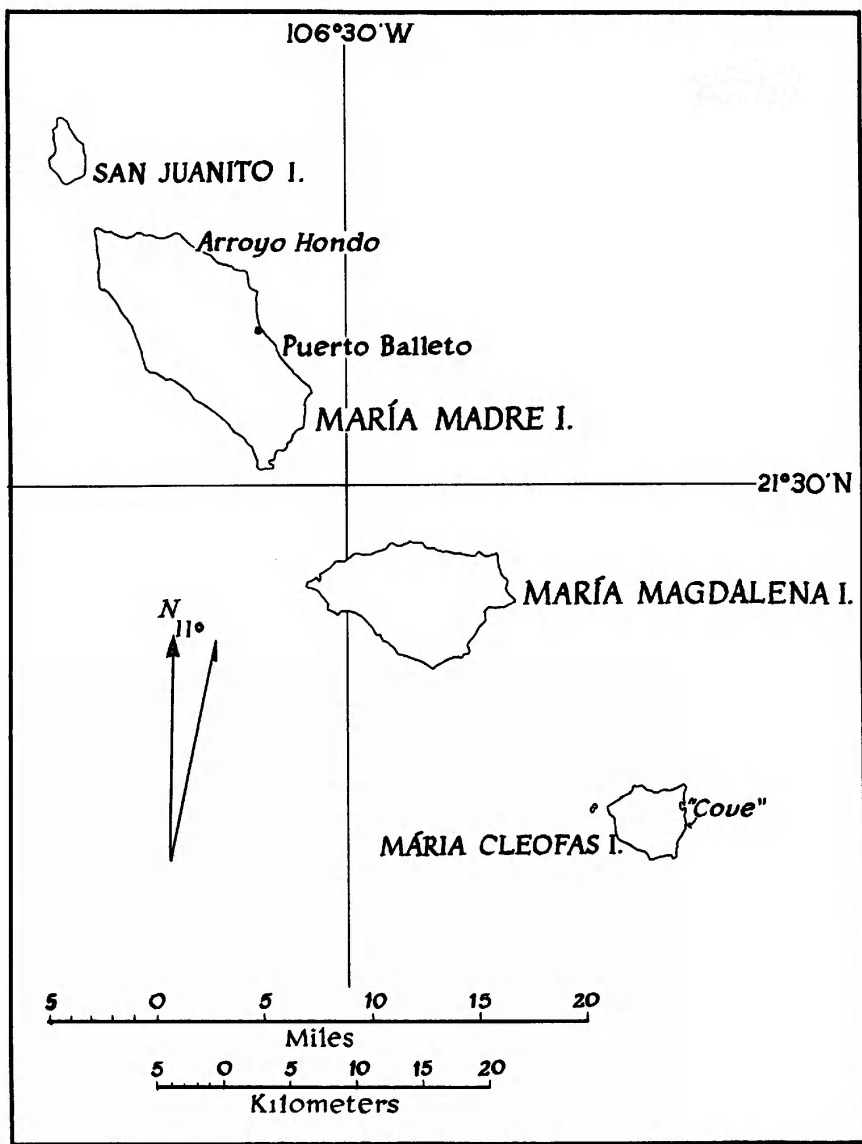 106°30'W
SAN JUANITO I.
Arroyo Hondo
Puerto Balleto
MARÍA MADRE I.
21°30'N
MARÍA MAGDALENA I.
N
11°
"Cove"
MÁRIA CLEOFAS I.
5 0 5 10 15 20
Miles
5 0 5 10 15 20
Kilometers